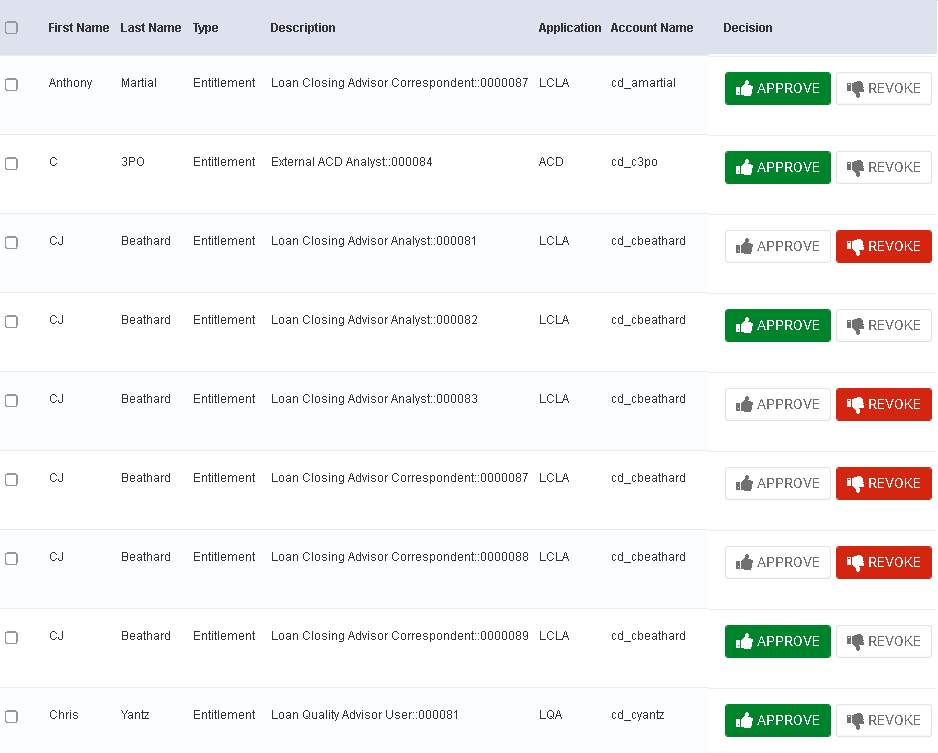 First Name Last Name Type Description Application Account Name Decision
Anthony Martial Entitlement Loan Closing Advisor Correspondent::0000087 LCLA cd_amartial APPROVE REVOKE
C 3PO Entitlement External ACD Analyst::000084 ACD cd_c3po APPROVE REVOKE
CJ Beathard Entitlement Loan Closing Advisor Analyst::000081 LCLA cd_cbeathard APPROVE REVOKE
CJ Beathard Entitlement Loan Closing Advisor Analyst::000082 LCLA cd_cbeathard APPROVE REVOKE
CJ Beathard Entitlement Loan Closing Advisor Analyst::000083 LCLA cd_cbeathard APPROVE REVOKE
CJ Beathard Entitlement Loan Closing Advisor Correspondent::0000087 LCLA cd_cbeathard APPROVE REVOKE
CJ Beathard Entitlement Loan Closing Advisor Correspondent::0000088 LCLA cd_cbeathard APPROVE REVOKE
CJ Beathard Entitlement Loan Closing Advisor Correspondent::0000089 LCLA cd_cbeathard APPROVE REVOKE
Chris Yantz Entitlement Loan Quality Advisor User::000081 LQA cd_cyantz APPROVE REVOKE